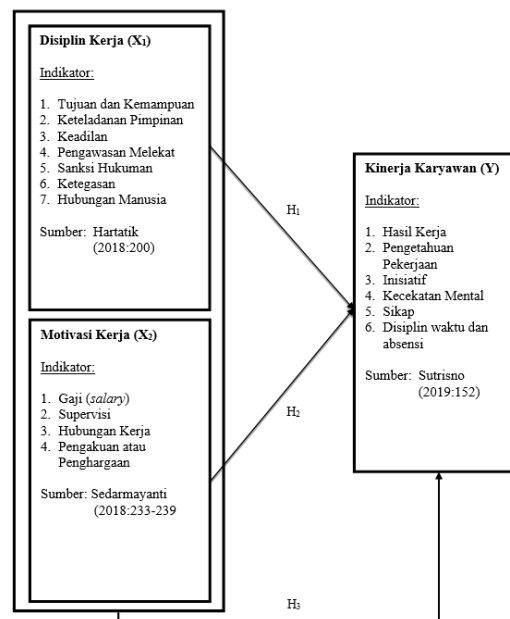 Disiplin Kerja (X₁)
Indikator:
1. Tujuan dan Kemampuan
2. Keteladanan Pimpinan
3. Keadilan
4. Pengawasan Melekat
5. Sanksi Hukuman
6. Ketegasan
7. Hubungan Manusia
Sumber: Hartatik
(2018:200)
Motivasi Kerja (X₂)
Indikator:
1. Gaji (salary)
2. Supervisi
3. Hubungan Kerja
4. Pengakuan atau
Penghargaan
Sumber: Sedarmayanti
(2018:233-239
H₁
H₂
H₃
Kinerja Karyawan (Y)
Indikator:
1. Hasil Kerja
2. Pengetahuan
Pekerjaan
3. Inisiatif
4. Kecekatan Mental
5. Sikap
6. Disiplin waktu dan
absensi
Sumber: Sutrisno
(2019:152)